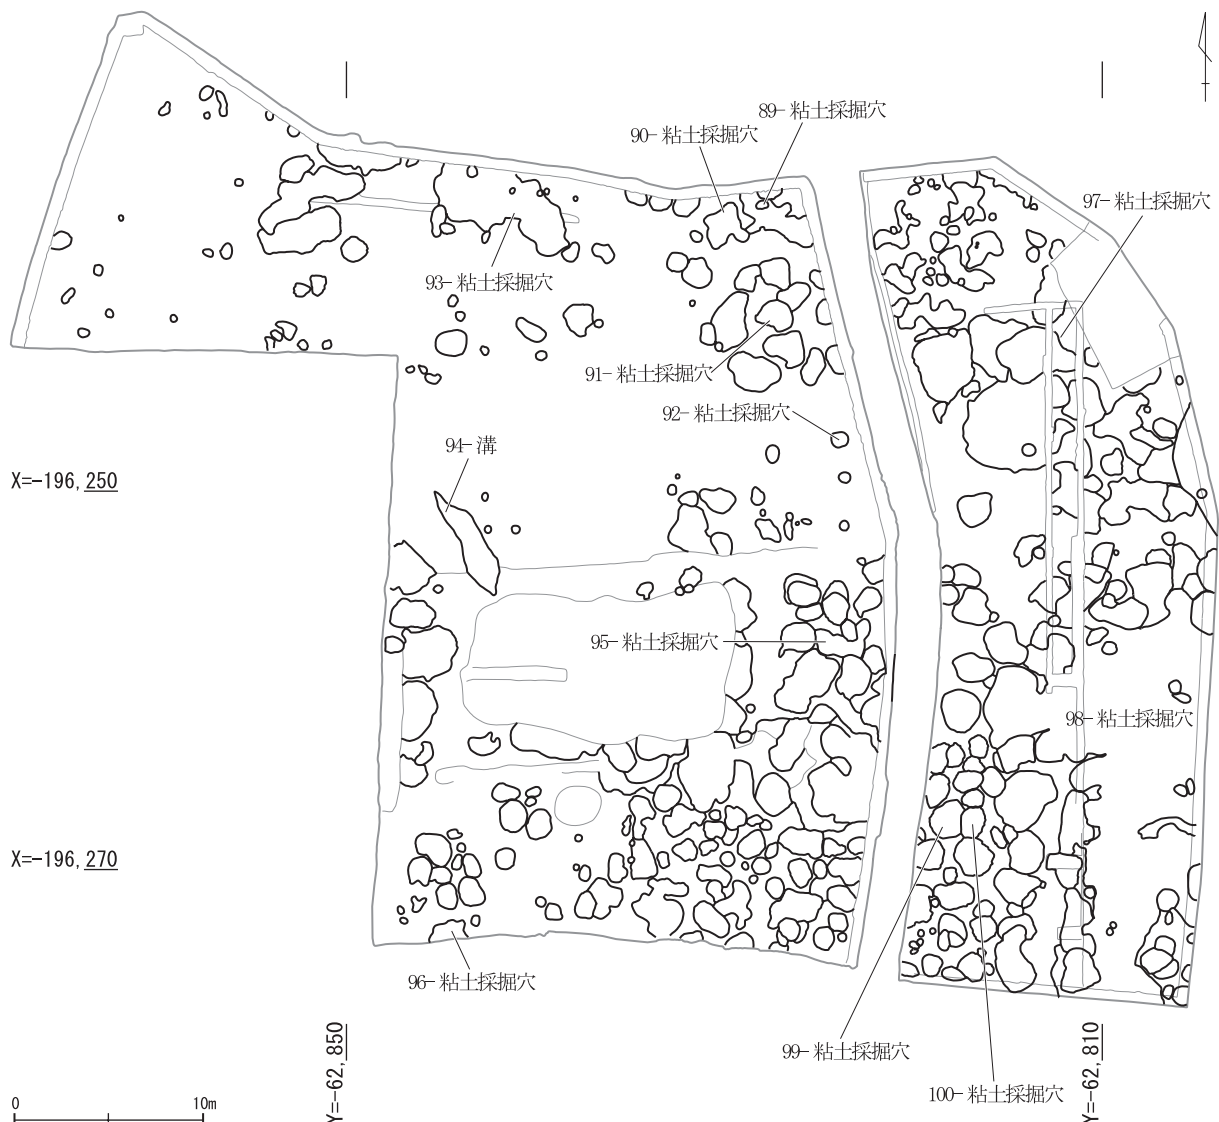 89-粘土採掘穴
90-粘土採掘穴
97-粘土採掘穴
93-粘土採掘穴
91-粘土採掘穴
92-粘土採掘穴
94-溝
X=-196,250
95-粘土採掘穴
98-粘土採掘穴
X=-196,270
96-粘土採掘穴
99-粘土採掘穴
100-粘土採掘穴
Y=-62,850
Y=-62,810
0 10m